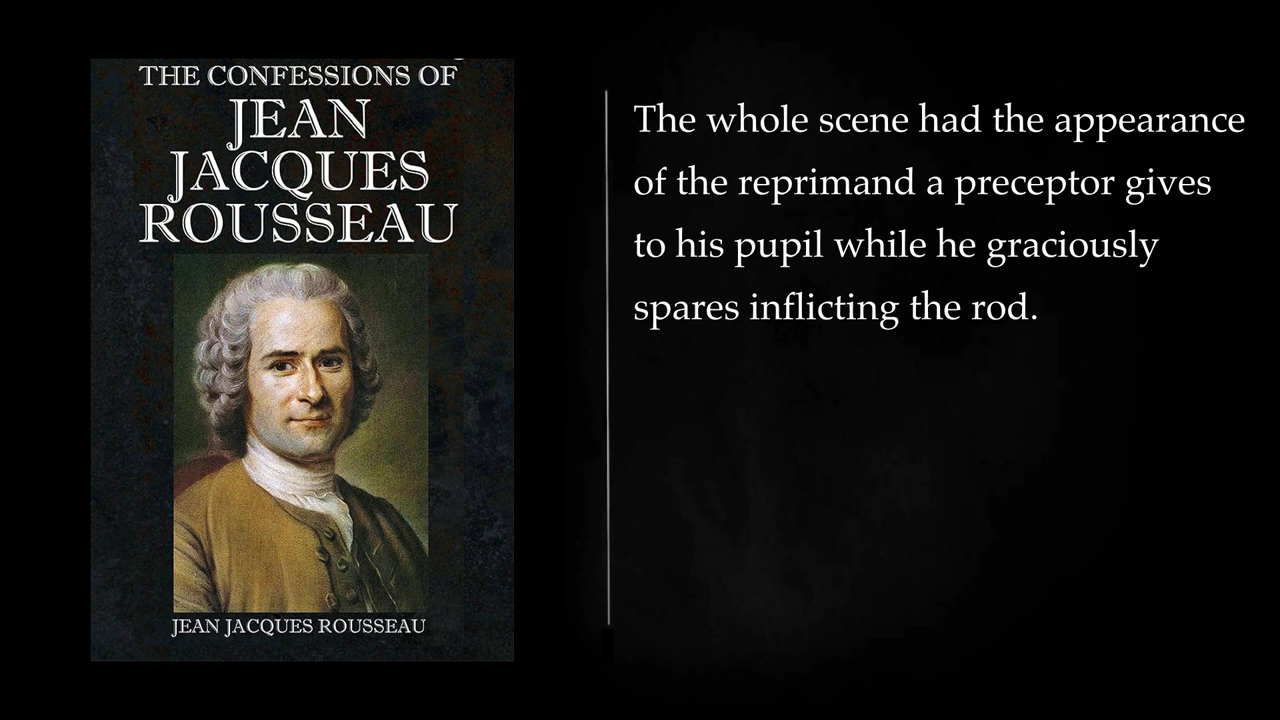 THE CONFESSIONS OF
JEAN
JACQUES
ROUSSEAU
JEAN JACQUES ROUSSEAU
The whole scene had the appearance
of the reprimand a preceptor gives
to his pupil while he graciously
spares inflicting the rod.